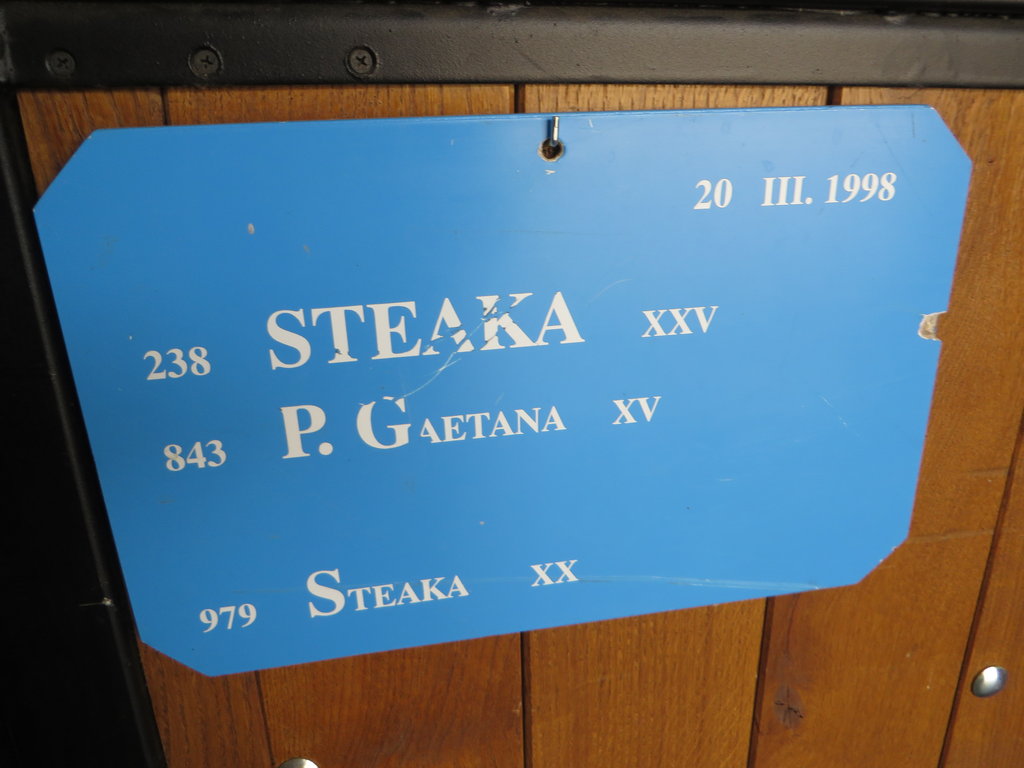 20 III. 1998
238 STEAKA XXV
843 P. GAETANA XV
979 STEAKA XX